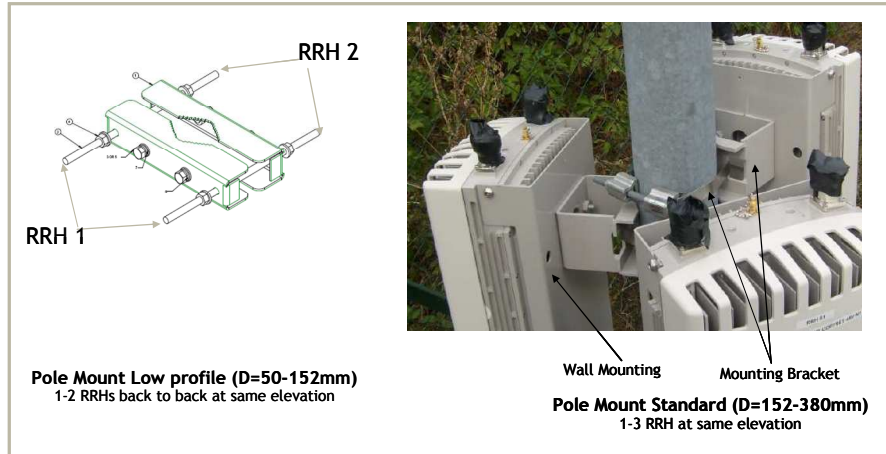 RRH 2
RRH 1
Pole Mount Low profile (D=50-152mm)
1-2 RRHs back to back at same elevation
Wall Mounting
Mounting Bracket
Pole Mount Standard (D=152-380mm)
1-3 RRH at same elevation